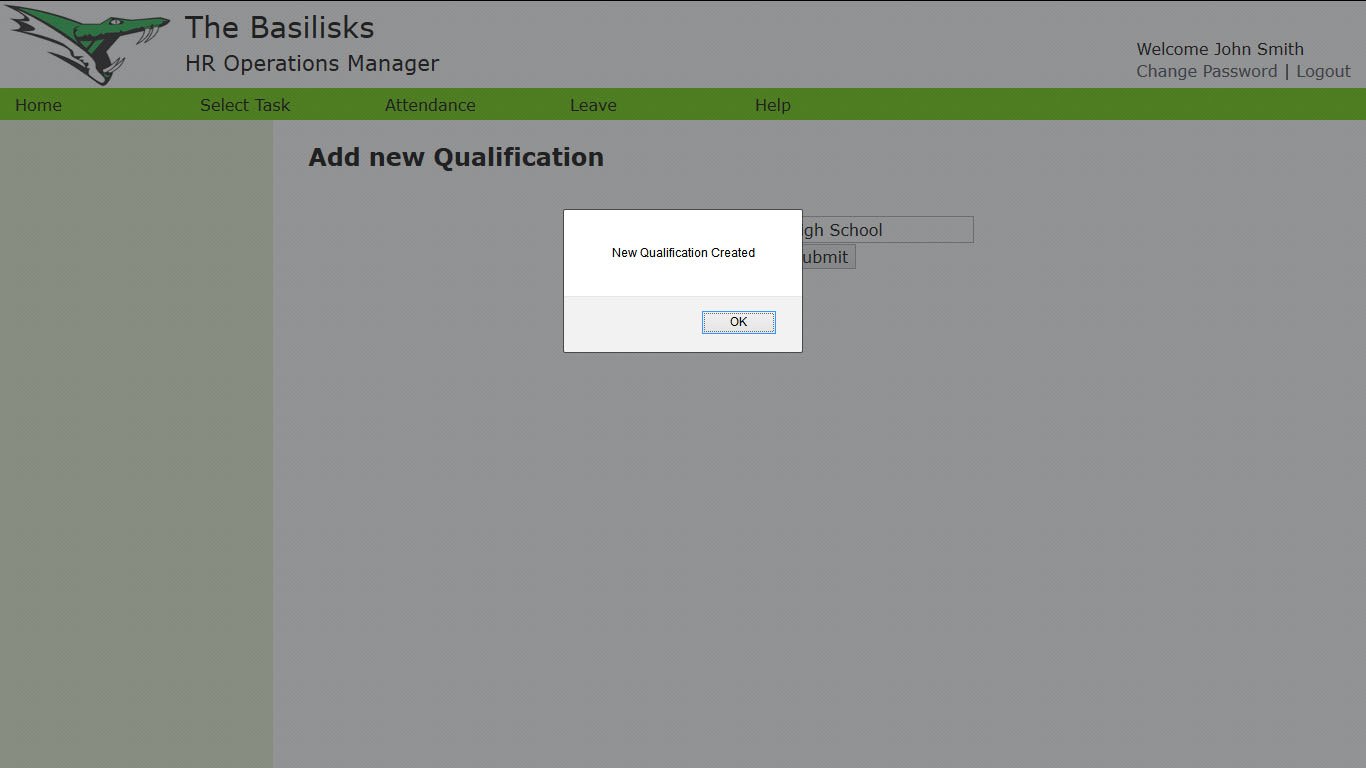 The Basilisks
HR Operations Manager
Welcome John Smith
Change Password | Logout
Home Select Task Attendance Leave Help
Add new Qualification
gh School
ubmit
New Qualification Created
OK